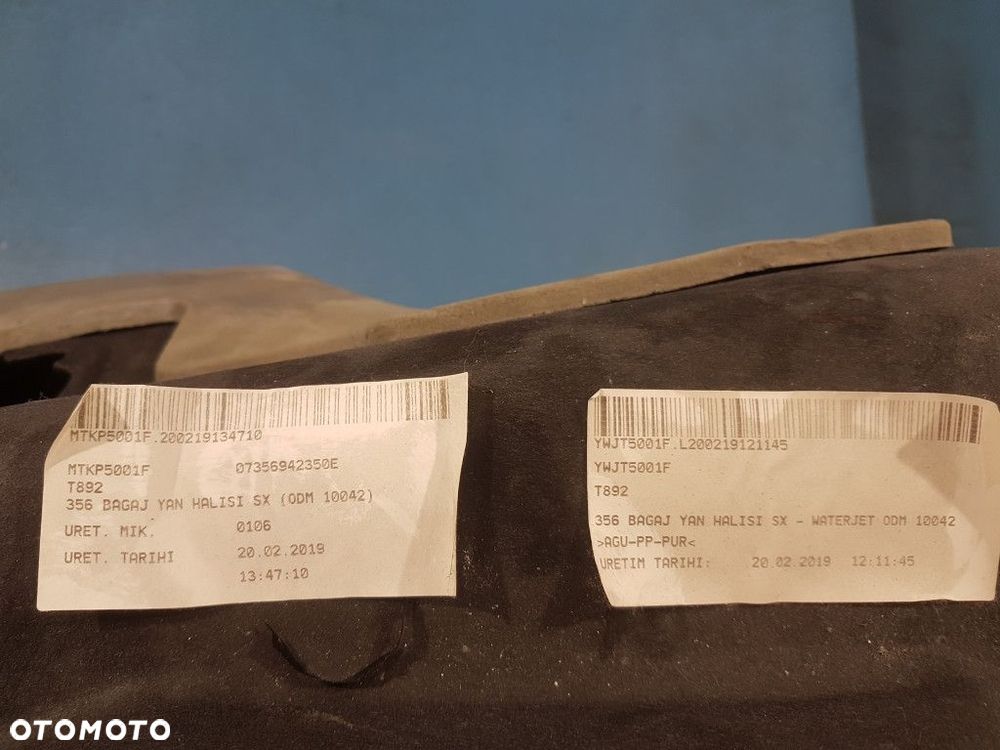 MTKP5001F.200219134710
MTKP5001F 07356942350E
T892
356 BAGAJ YAN HALISI SX (ODM 10042)
URET. MIK. 0106
URET. TARIHI 20.02.2019
13:47:10
YWJT5001F.L200219121145
YWJT5001F
T892
356 BAGAJ YAN HALISI SX - WATERJET ODM 10042
>AGU-PP-PUR<
URETIM TARIHI: 20.02.2019 12:11:45
OTOMOTO